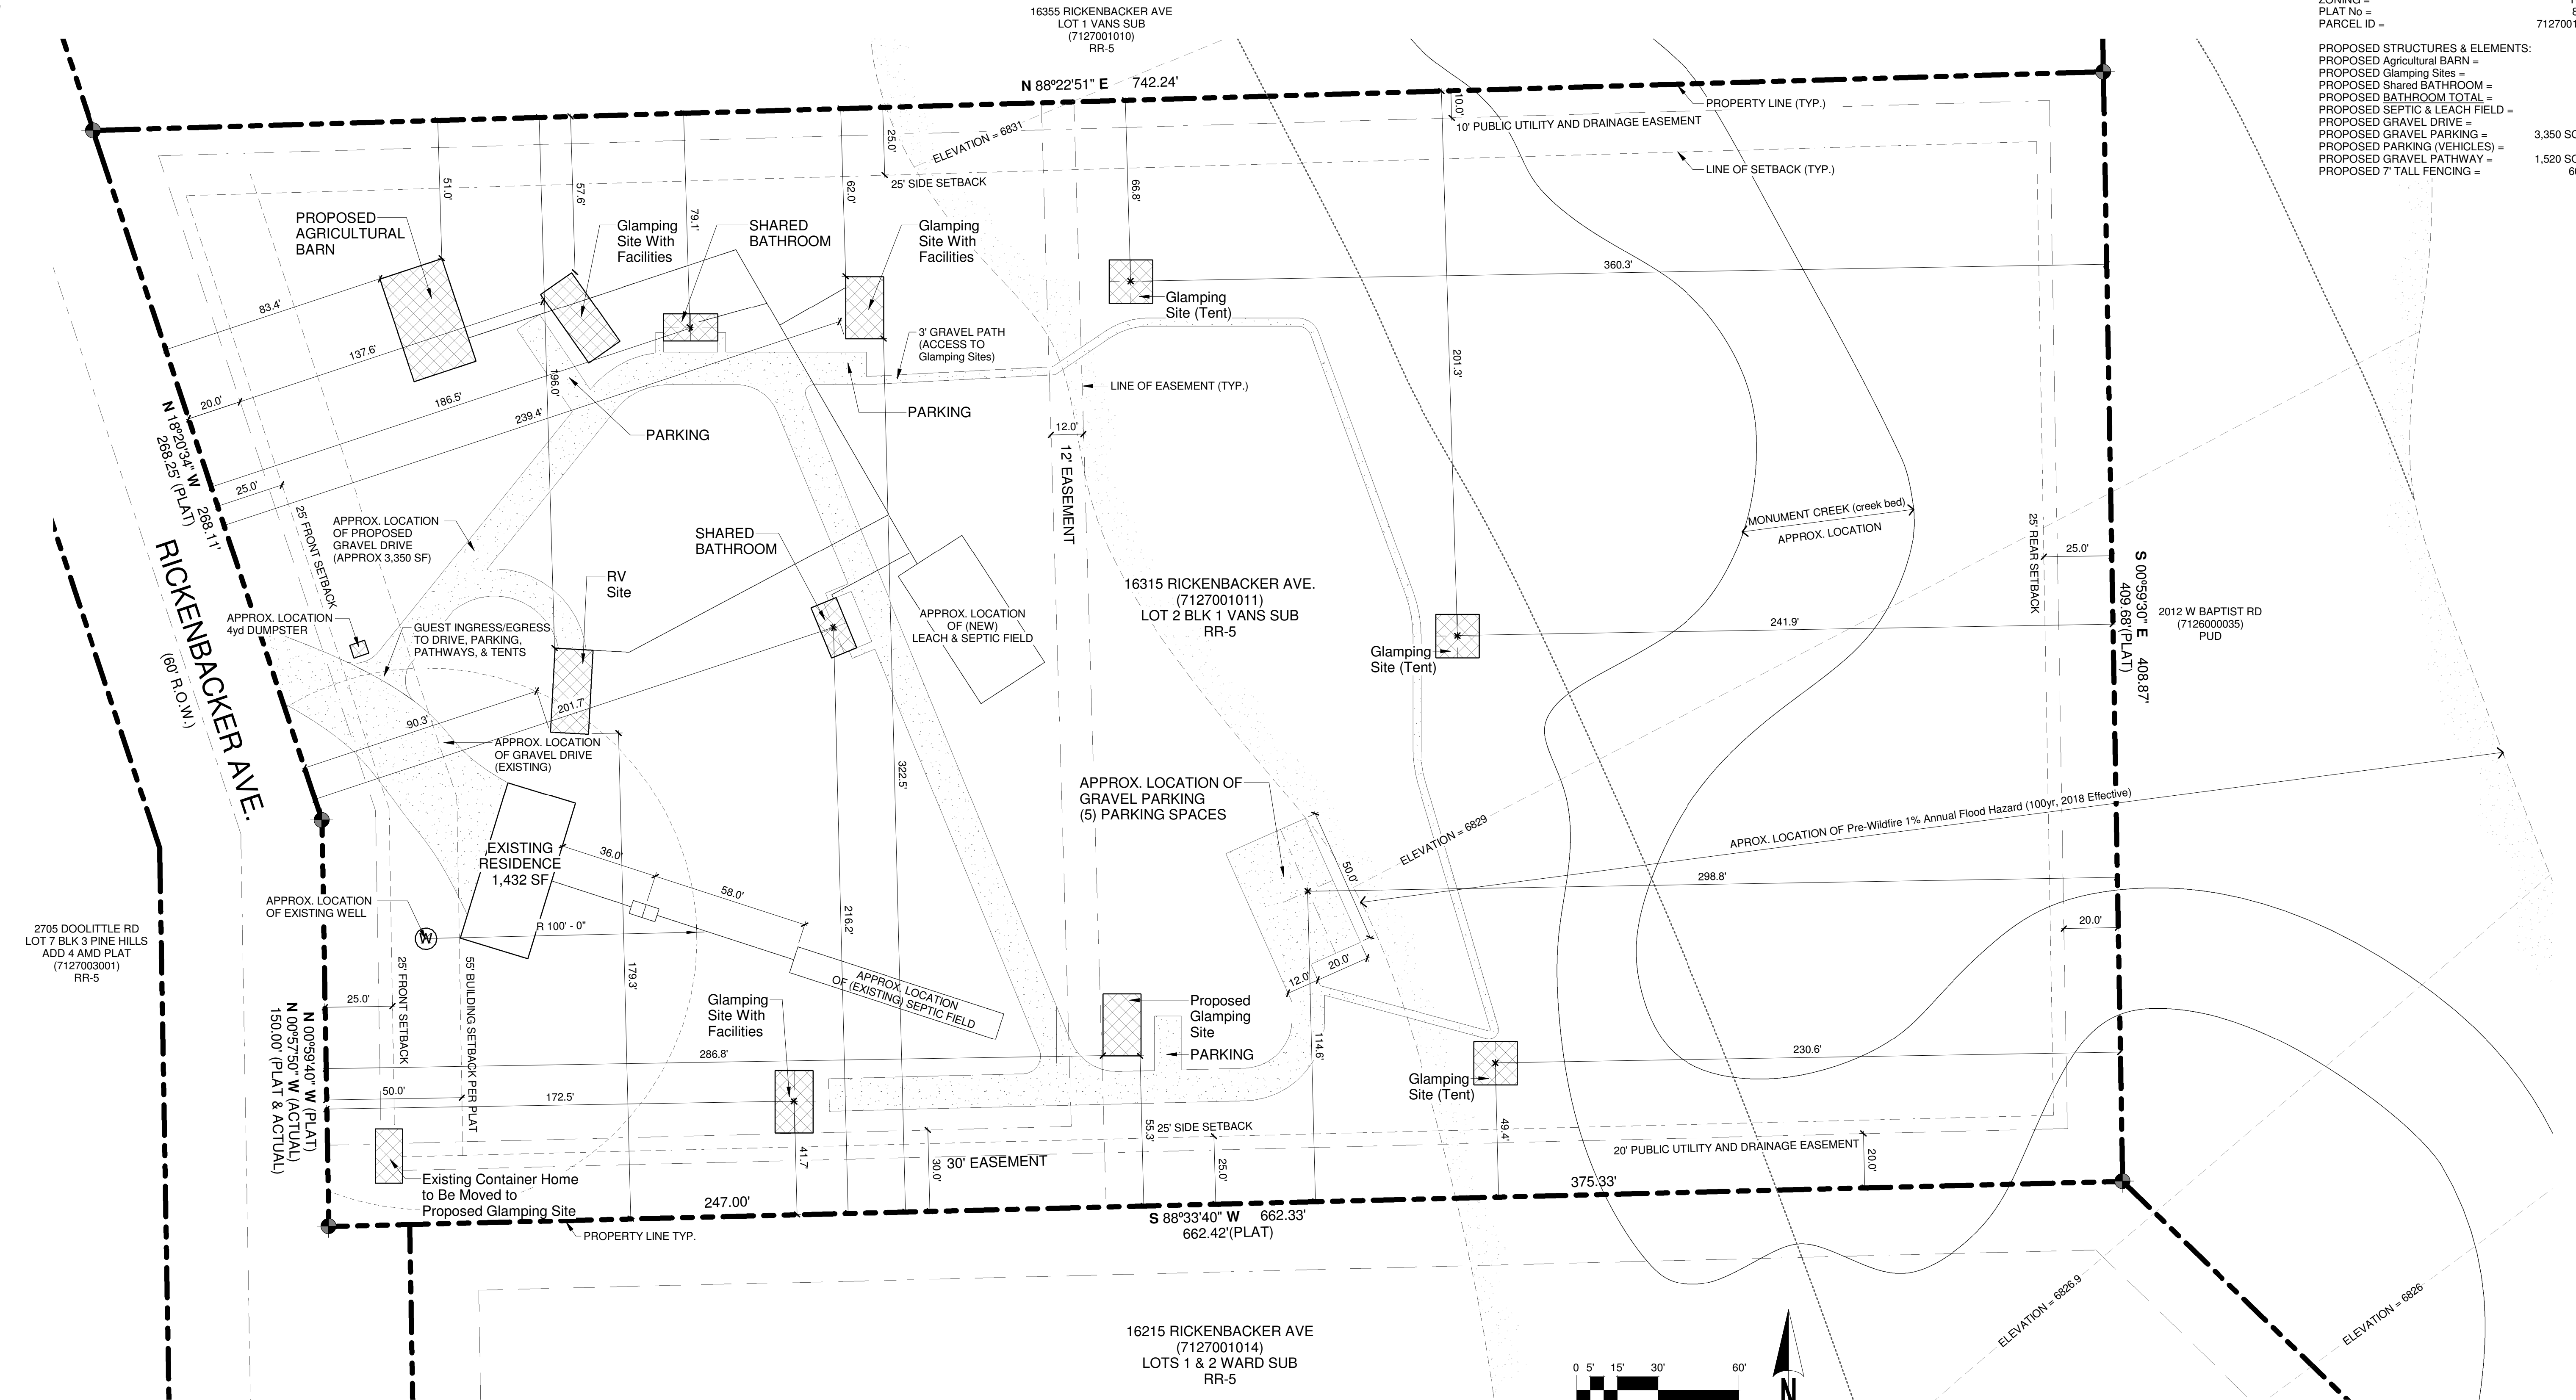 16355 RICKENBACKER AVE
LOT 1 VANS SUB
(7127001010)
RR-5
PLAT No =
PARCEL ID =
PROPOSED STRUCTURES & ELEMENTS:
PROPOSED Agricultural BARN =
PROPOSED Glamping Sites =
PROPOSED Shared BATHROOM =
PROPOSED BATHROOM TOTAL =
PROPOSED SEPTIC & LEACH FIELD =
PROPOSED GRAVEL DRIVE =
PROPOSED GRAVEL PARKING = 3,350
PROPOSED PARKING (VEHICLES) =
PROPOSED GRAVEL PATHWAY = 1,520
PROPOSED 7' TALL FENCING =
N 88º22'51" E 742.24'
PROPERTY LINE (TYP.)
10.0'
10' PUBLIC UTILITY AND DRAINAGE EASEMENT
ELEVATION = 6831
25.0'
25' SIDE SETBACK
LINE OF SETBACK (TYP.)
51.0'
57.6'
79.1'
62.0'
66.8'
PROPOSED
AGRICULTURAL
BARN
Glamping
Site With
Facilities
SHARED
BATHROOM
Glamping
Site With
Facilities
360.3'
Glamping
Site (Tent)
83.4'
137.6'
20.0'
186.5'
239.4'
25.0'
196.0'
3' GRAVEL PATH
(ACCESS TO
Glamping Sites)
LINE OF EASEMENT (TYP.)
PARKING
PARKING
12.0'
12' EASEMENT
201.3'
N 18º20'34" W 268.11'
268.25' (PLAT)
25' FRONT SETBACK
APPROX. LOCATION
OF PROPOSED
GRAVEL DRIVE
(APPROX 3,350 SF)
RICKENBACKER AVE.
(60' R.O.W.)
SHARED
BATHROOM
RV
Site
APPROX. LOCATION
OF (NEW)
LEACH & SEPTIC FIELD
16315 RICKENBACKER AVE.
(7127001011)
LOT 2 BLK 1 VANS SUB
RR-5
MONUMENT CREEK (creek bed)
APPROX. LOCATION
25' REAR SETBACK
25.0'
S 00º59'30" E 408.87'
409.68'(PLAT)
2012 W BAPTIST RD
(7126000035)
PUD
APPROX. LOCATION
4yd DUMPSTER
GUEST INGRESS/EGRESS
TO DRIVE, PARKING,
PATHWAYS, & TENTS
241.9'
Glamping
Site (Tent)
90.3'
201.7'
APPROX. LOCATION
OF GRAVEL DRIVE
(EXISTING)
322.5'
APPROX. LOCATION OF
GRAVEL PARKING
(5) PARKING SPACES
ELEVATION = 6829
APROX. LOCATION OF Pre-Wildfire 1% Annual Flood Hazard (100yr, 2018 Effective)
EXISTING
RESIDENCE
1,432 SF
36.0'
58.0'
50.0'
298.8'
APPROX. LOCATION
OF EXISTING WELL
W
R 100' - 0"
216.2'
20.0'
2705 DOOLITTLE RD
LOT 7 BLK 3 PINE HILLS
ADD 4 AMD PLAT
(7127003001)
RR-5
25' FRONT SETBACK
55' BUILDING SETBACK PER PLAT
179.3'
APPROX. LOCATION
OF (EXISTING) SEPTIC FIELD
12.0'
20.0'
25.0'
N 00º59'40" W (PLAT)
N 00º57'50" W (ACTUAL)
150.00' (PLAT & ACTUAL)
Glamping
Site With
Facilities
Proposed
Glamping
Site
PARKING
114.6'
286.8'
230.6'
50.0'
172.5'
Glamping
Site (Tent)
41.7'
55.3'
25' SIDE SETBACK
49.4'
30.0'
30' EASEMENT
25.0'
20' PUBLIC UTILITY AND DRAINAGE EASEMENT
20.0'
Existing Container Home
to Be Moved to
Proposed Glamping Site
247.00'
375.33'
S 88º33'40" W 662.33'
662.42'(PLAT)
PROPERTY LINE TYP.
16215 RICKENBACKER AVE
(7127001014)
LOTS 1 & 2 WARD SUB
RR-5
ELEVATION = 6826.9
ELEVATION = 6826
0 5' 15' 30' 60'
N